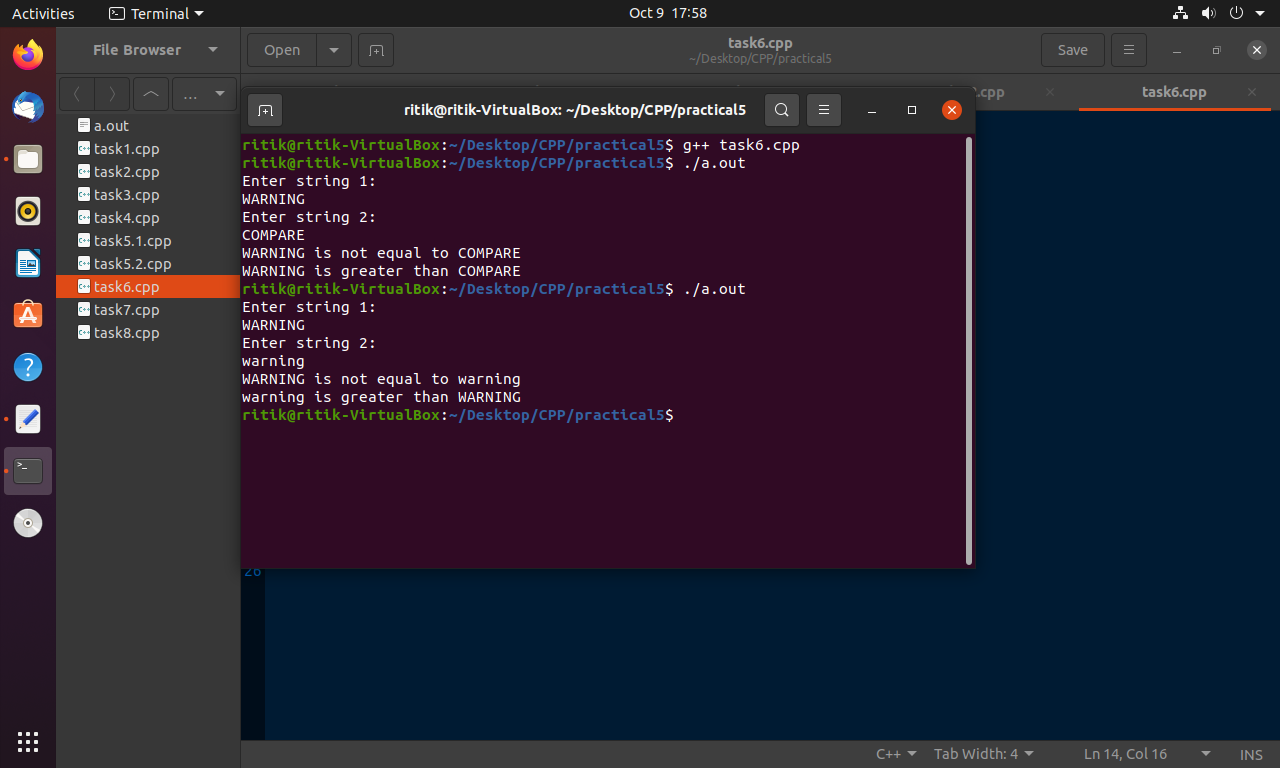 Activities Terminal Oct 9 17:58
File Browser Open task6.cpp Save
~/Desktop/CPP/practical5
... .cpp task6.cpp
ritik@ritik-VirtualBox: ~/Desktop/CPP/practical5
a.out
task1.cpp
task2.cpp
task3.cpp
task4.cpp
task5.1.cpp
task5.2.cpp
task6.cpp
task7.cpp
task8.cpp
ritik@ritik-VirtualBox:~/Desktop/CPP/practical5$ g++ task6.cpp
ritik@ritik-VirtualBox:~/Desktop/CPP/practical5$ ./a.out
Enter string 1:
WARNING
Enter string 2:
COMPARE
WARNING is not equal to COMPARE
WARNING is greater than COMPARE
ritik@ritik-VirtualBox:~/Desktop/CPP/practical5$ ./a.out
Enter string 1:
WARNING
Enter string 2:
warning
WARNING is not equal to warning
warning is greater than WARNING
ritik@ritik-VirtualBox:~/Desktop/CPP/practical5$
26
C++ Tab Width: 4 Ln 14, Col 16 INS